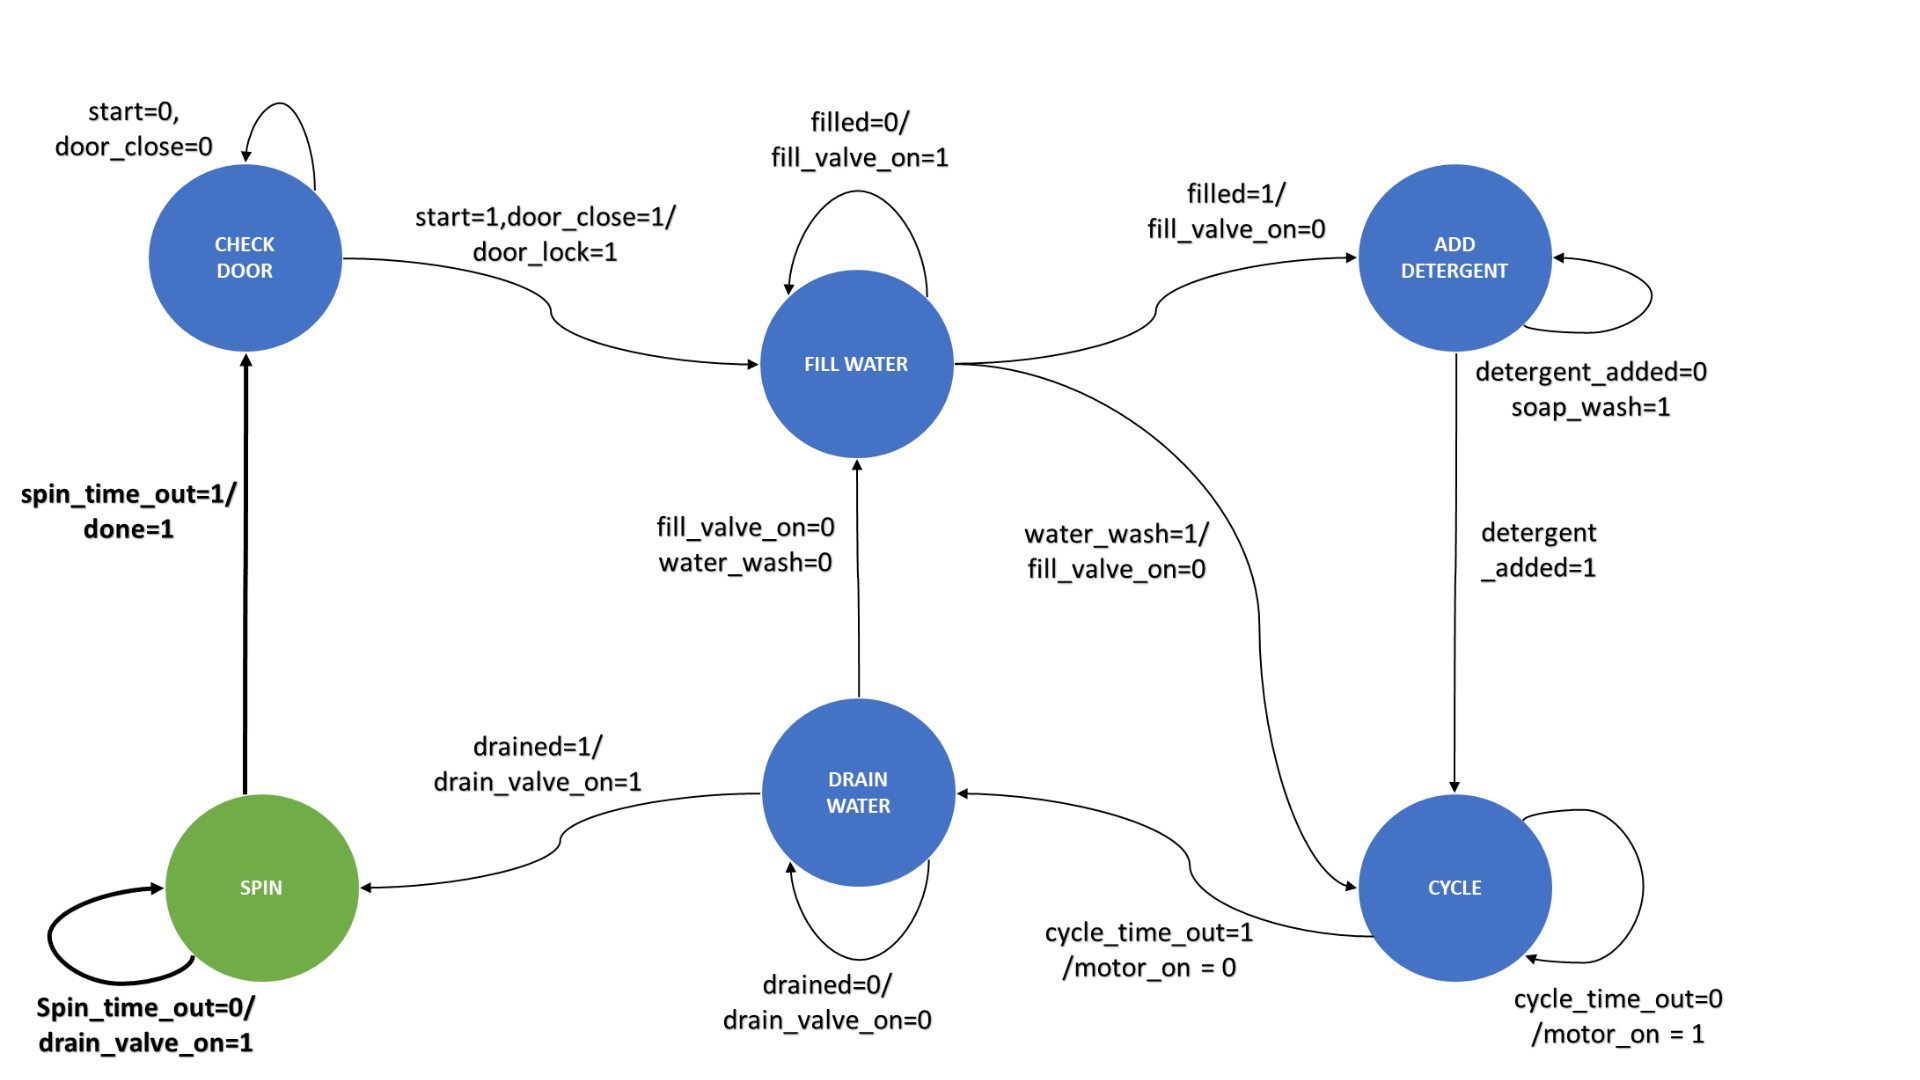 start=0,
door_close=0
filled=0/
fill_valve_on=1
start=1,door_close=1/
door_lock=1
filled=1/
fill_valve_on=0
CHECK
DOOR
ADD
DETERGENT
FILL WATER
detergent_added=0
soap_wash=1
spin_time_out=1/
done=1
fill_valve_on=0
water_wash=0
water_wash=1/
fill_valve_on=0
detergent
_added=1
drained=1/
drain_valve_on=1
DRAIN
WATER
SPIN
CYCLE
cycle_time_out=1
/motor_on = 0
drained=0/
drain_valve_on=0
Spin_time_out=0/
drain_valve_on=1
cycle_time_out=0
/motor_on = 1